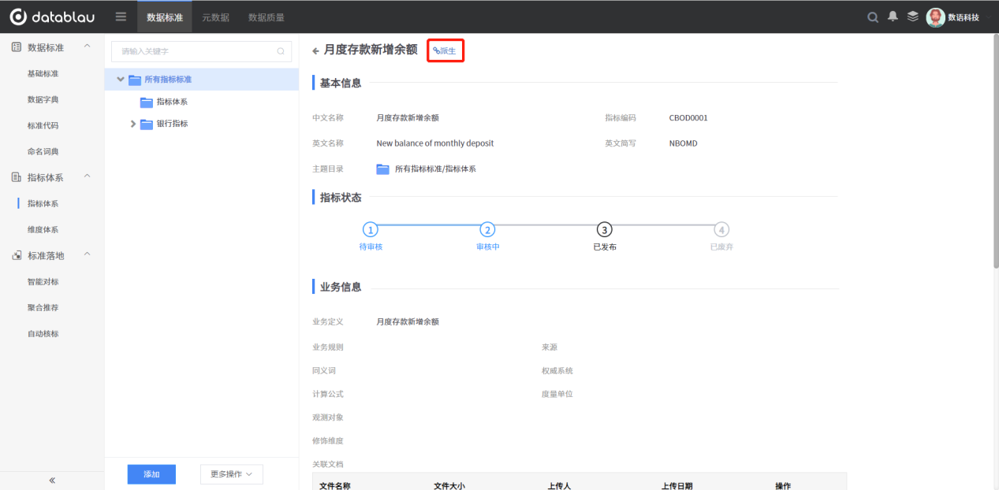 datablau
数据标准
元数据
数据质量
数语科技
数据标准
基础标准
数据字典
标准代码
命名词典
指标体系
指标体系
维度体系
标准落地
智能对标
聚合推荐
自动核标
请输入关键字
所有指标标准
指标体系
银行指标
添加
更多操作
月度存款新增余额
派生
基本信息
中文名称 月度存款新增余额 指标编码 CBOD0001
英文名称 New balance of monthly deposit 英文简写 NBOMD
主题目录 所有指标标准/指标体系
指标状态
1 2 3 4
待审核 审核中 已发布 已废弃
业务信息
业务定义 月度存款新增余额
业务规则 来源
同义词 权威系统
计算公式 度量单位
观测对象
修饰维度
关联文档
文件名称 文件大小 上传人 上传日期 操作